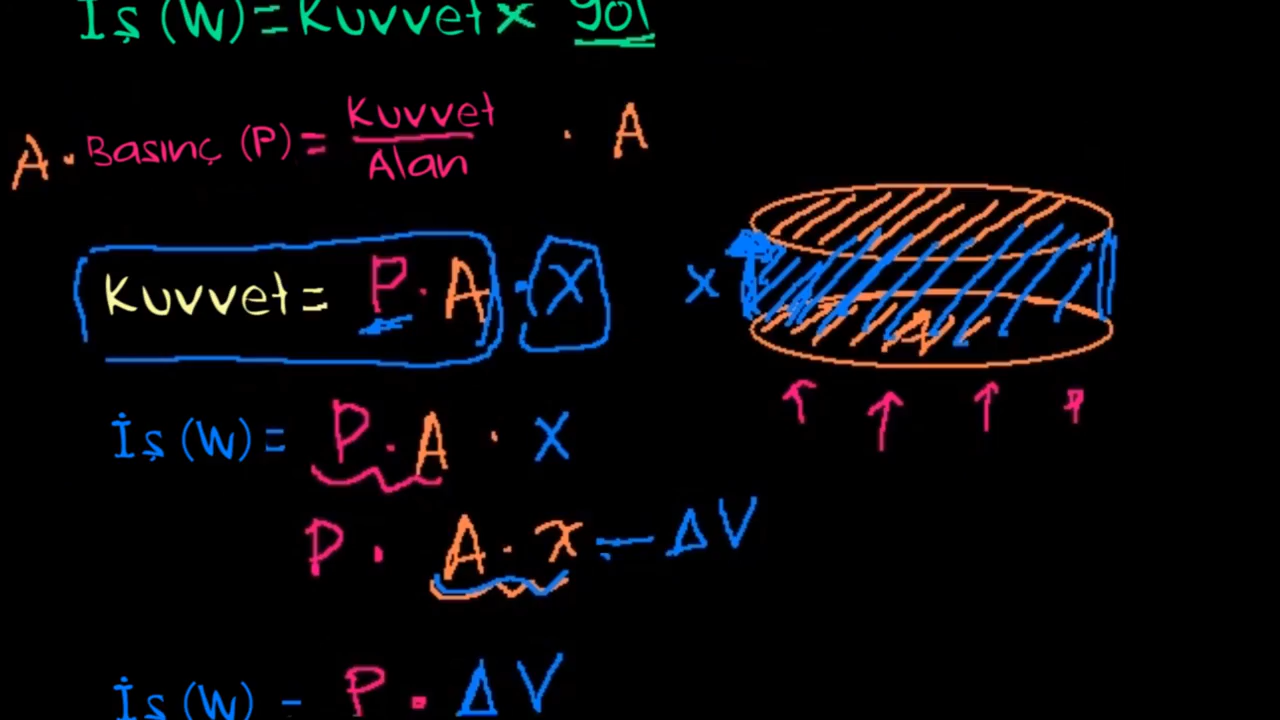 İş (W) = Kuvvet x yol
A · Basınç (P) = Kuvvet / Alan · A
Kuvvet = P · A · x
x
A
İş (W) = P · A · x
P · A · x — ΔV
İş (W) = P · ΔV